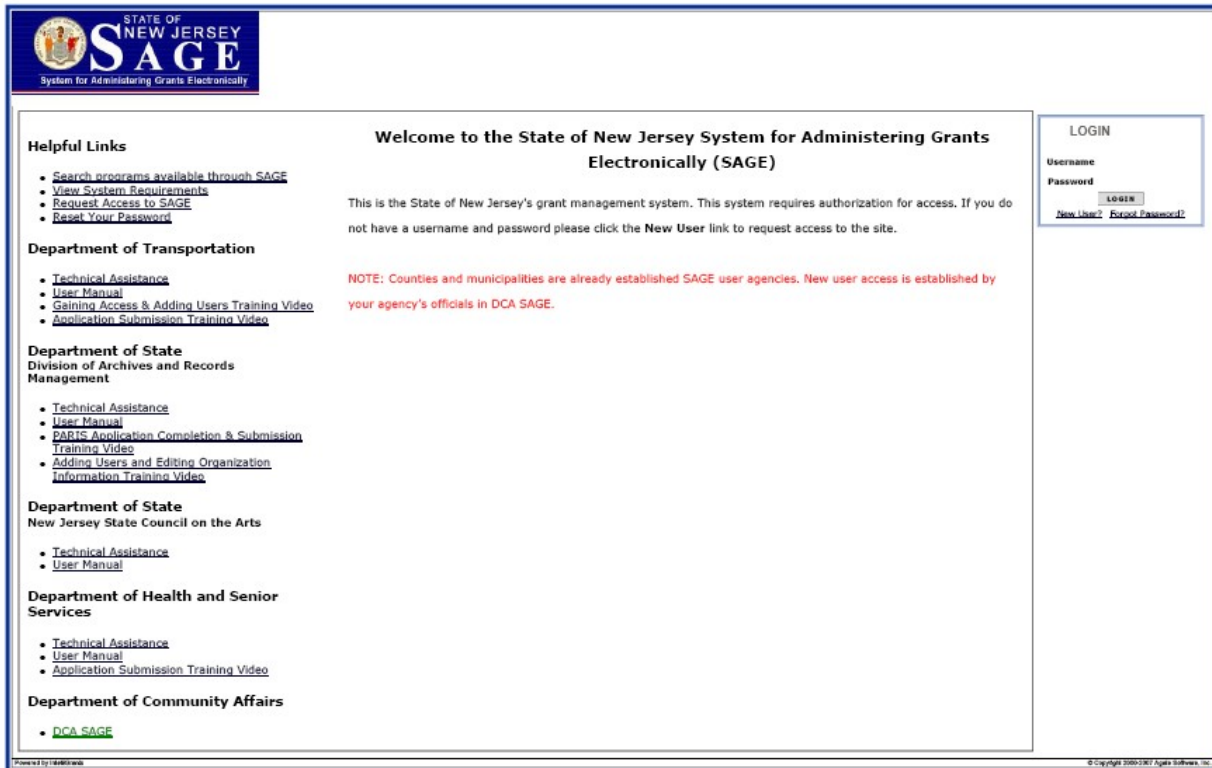 STATE OF
NEW JERSEY
SAGE
System for Administering Grants Electronically
Helpful Links
Search programs available through SAGE
View System Requirements
Request Access to SAGE
Reset Your Password
Department of Transportation
Technical Assistance
User Manual
Gaining Access & Adding Users Training Video
Application Submission Training Video
Department of State
Division of Archives and Records
Management
Technical Assistance
User Manual
PARIS Application Completion & Submission
Training Video
Adding Users and Editing Organization
Information Training Video
Department of State
New Jersey State Council on the Arts
Technical Assistance
User Manual
Department of Health and Senior
Services
Technical Assistance
User Manual
Application Submission Training Video
Department of Community Affairs
DCA SAGE
Welcome to the State of New Jersey System for Administering Grants
Electronically (SAGE)
This is the State of New Jersey's grant management system. This system requires authorization for access. If you do
not have a username and password please click the New User link to request access to the site.
NOTE: Counties and municipalities are already established SAGE user agencies. New user access is established by
your agency's officials in DCA SAGE.
LOGIN
Username
Password
LOGIN
New User? Forgot Password?
Powered by IntelliGrants
© Copyright 2000-2007 Agate Software, Inc.